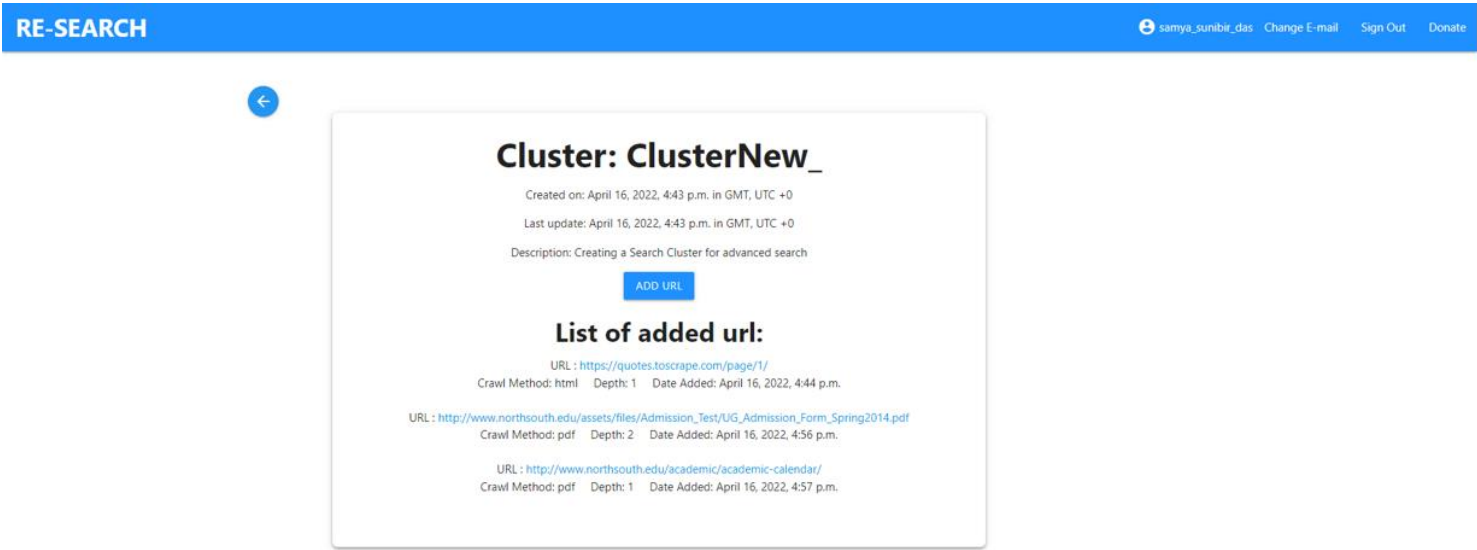 RE-SEARCH
samya_sunibir_das Change E-mail Sign Out Donate
Cluster: ClusterNew_
Created on: April 16, 2022, 4:43 p.m. in GMT, UTC +0
Last update: April 16, 2022, 4:43 p.m. in GMT, UTC +0
Description: Creating a Search Cluster for advanced search
ADD URL
List of added url:
URL : https://quotes.toscrape.com/page/1/
Crawl Method: html Depth: 1 Date Added: April 16, 2022, 4:44 p.m.
URL : http://www.northsouth.edu/assets/files/Admission_Test/UG_Admission_Form_Spring2014.pdf
Crawl Method: pdf Depth: 2 Date Added: April 16, 2022, 4:56 p.m.
URL : http://www.northsouth.edu/academic/academic-calendar/
Crawl Method: pdf Depth: 1 Date Added: April 16, 2022, 4:57 p.m.